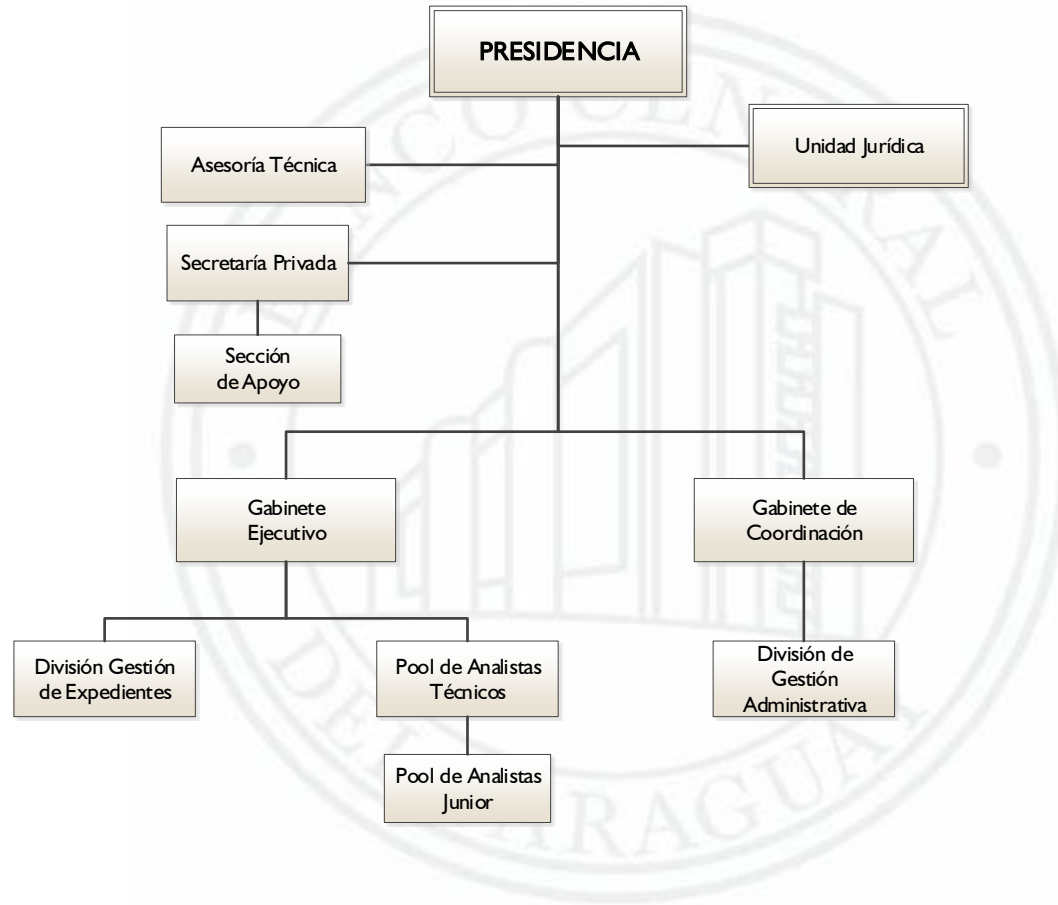 PRESIDENCIA
Unidad Jurídica
Asesoría Técnica
Secretaría Privada
Sección
de Apoyo
Gabinete
Ejecutivo
Gabinete de
Coordinación
División Gestión
de Expedientes
Pool de Analistas
Técnicos
División de
Gestión
Administrativa
Pool de Analistas
Junior